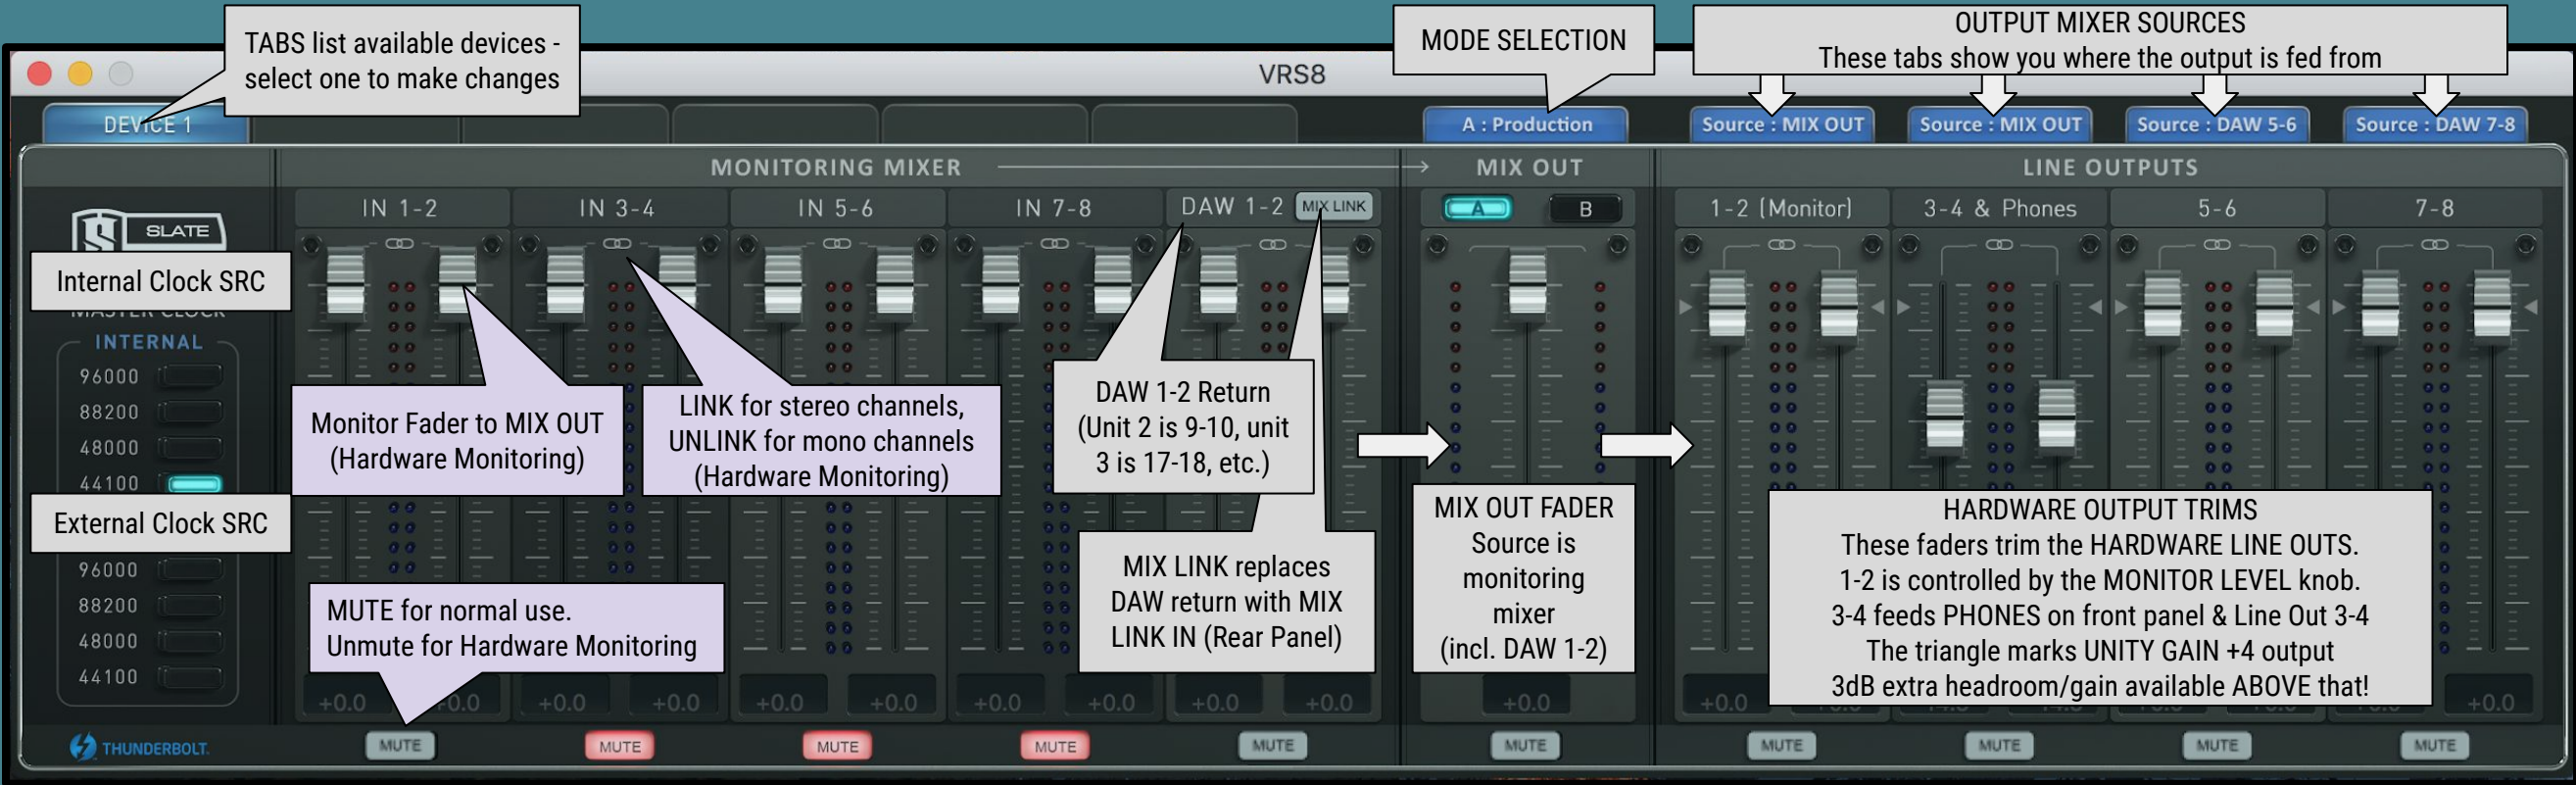 TABS list available devices -
select one to make changes
MODE SELECTION
OUTPUT MIXER SOURCES
These tabs show you where the output is fed from
VRS8
DEVICE 1
A : Production
Source : MIX OUT
Source : MIX OUT
Source : DAW 5-6
Source : DAW 7-8
MONITORING MIXER
MIX OUT
LINE OUTPUTS
IN 1-2
IN 3-4
IN 5-6
IN 7-8
DAW 1-2
MIX LINK
A
B
1-2 (Monitor)
3-4 & Phones
5-6
7-8
SLATE
Internal Clock SRC
MASTER CLOCK
INTERNAL
96000
88200
48000
44100
External Clock SRC
96000
88200
48000
44100
Monitor Fader to MIX OUT
(Hardware Monitoring)
LINK for stereo channels,
UNLINK for mono channels
(Hardware Monitoring)
DAW 1-2 Return
(Unit 2 is 9-10, unit
3 is 17-18, etc.)
MUTE for normal use.
Unmute for Hardware Monitoring
MIX LINK replaces
DAW return with MIX
LINK IN (Rear Panel)
MIX OUT FADER
Source is
monitoring
mixer
(incl. DAW 1-2)
HARDWARE OUTPUT TRIMS
These faders trim the HARDWARE LINE OUTS.
1-2 is controlled by the MONITOR LEVEL knob.
3-4 feeds PHONES on front panel & Line Out 3-4
The triangle marks UNITY GAIN +4 output
3dB extra headroom/gain available ABOVE that!
+0.0
+0.0
+0.0
+0.0
+0.0
+0.0
+0.0
+0.0
+0.0
+0.0
+0.0
+0.0
+0.0
THUNDERBOLT.
MUTE
MUTE
MUTE
MUTE
MUTE
MUTE
MUTE
MUTE
MUTE
MUTE